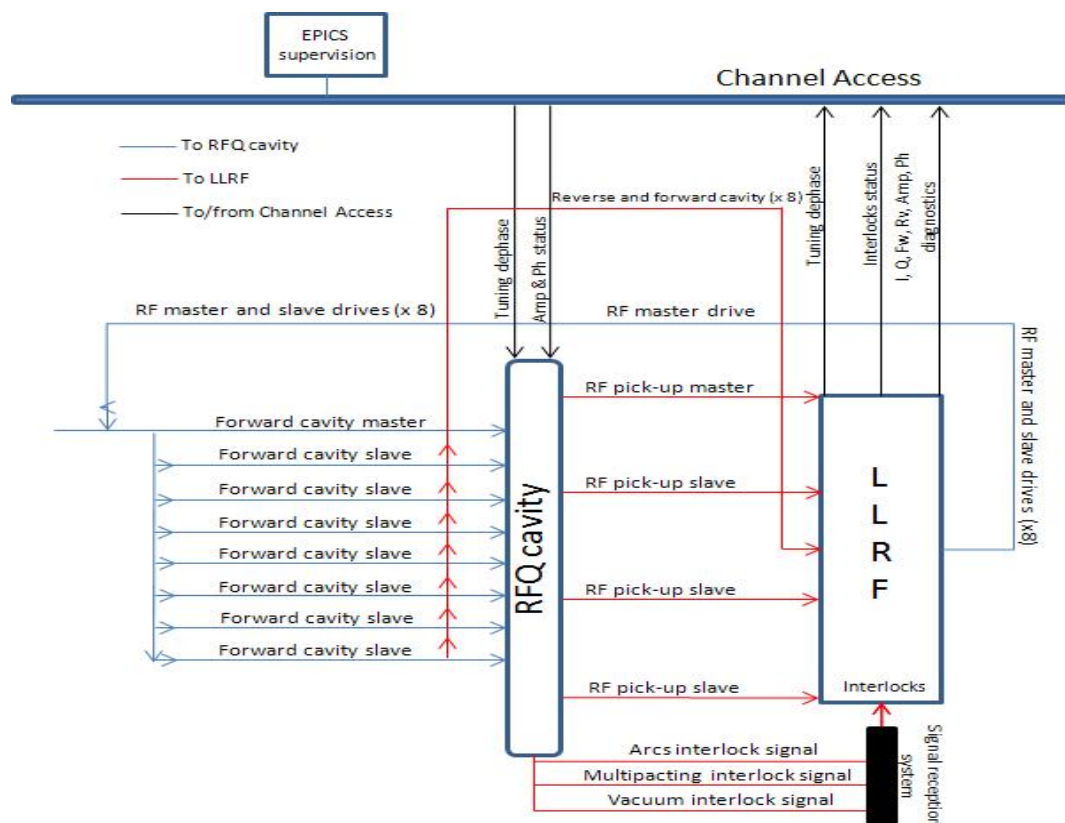 EPICS
supervision
Channel Access
To RFQ cavity
To LLRF
To/from Channel Access
Reverse and forward cavity (x 8)
Tuning dephase
Amp & Ph status
Tuning dephase
Interlocks status
I, Q, Fw, Rv, Amp, Ph
diagnostics
RF master and slave drives (x 8)
RF master drive
RF master and slave drives (x8)
RF pick-up master
Forward cavity master
Forward cavity slave
Forward cavity slave
Forward cavity slave
Forward cavity slave
Forward cavity slave
Forward cavity slave
Forward cavity slave
RFQ cavity
RF pick-up slave
RF pick-up slave
RF pick-up slave
L
L
R
F
Interlocks
Signal reception
system
Arcs interlock signal
Multipacting interlock signal
Vacuum interlock signal